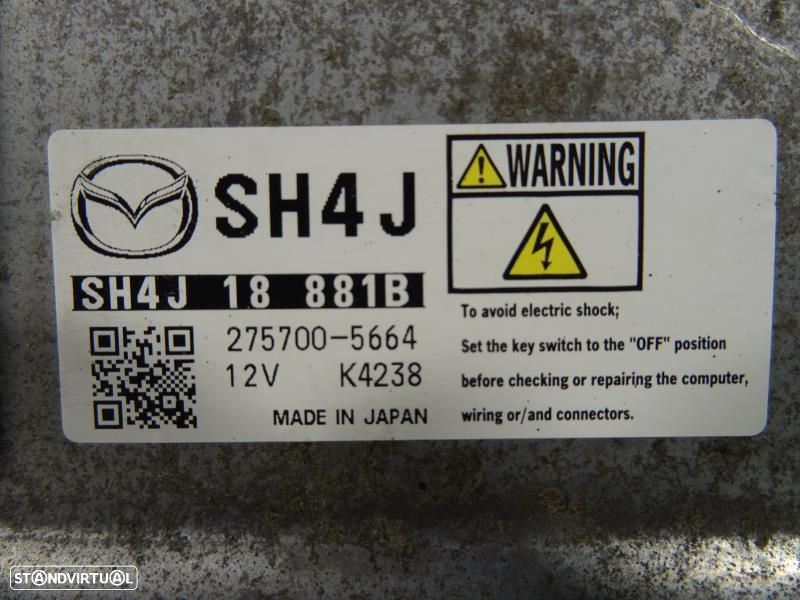 SH4J
SH4J 18 881B
275700-5664
12V K4238
MADE IN JAPAN
WARNING
To avoid electric shock;
Set the key switch to the "OFF" position
before checking or repairing the computer,
wiring or/and connectors.
STANDVIRTUAL